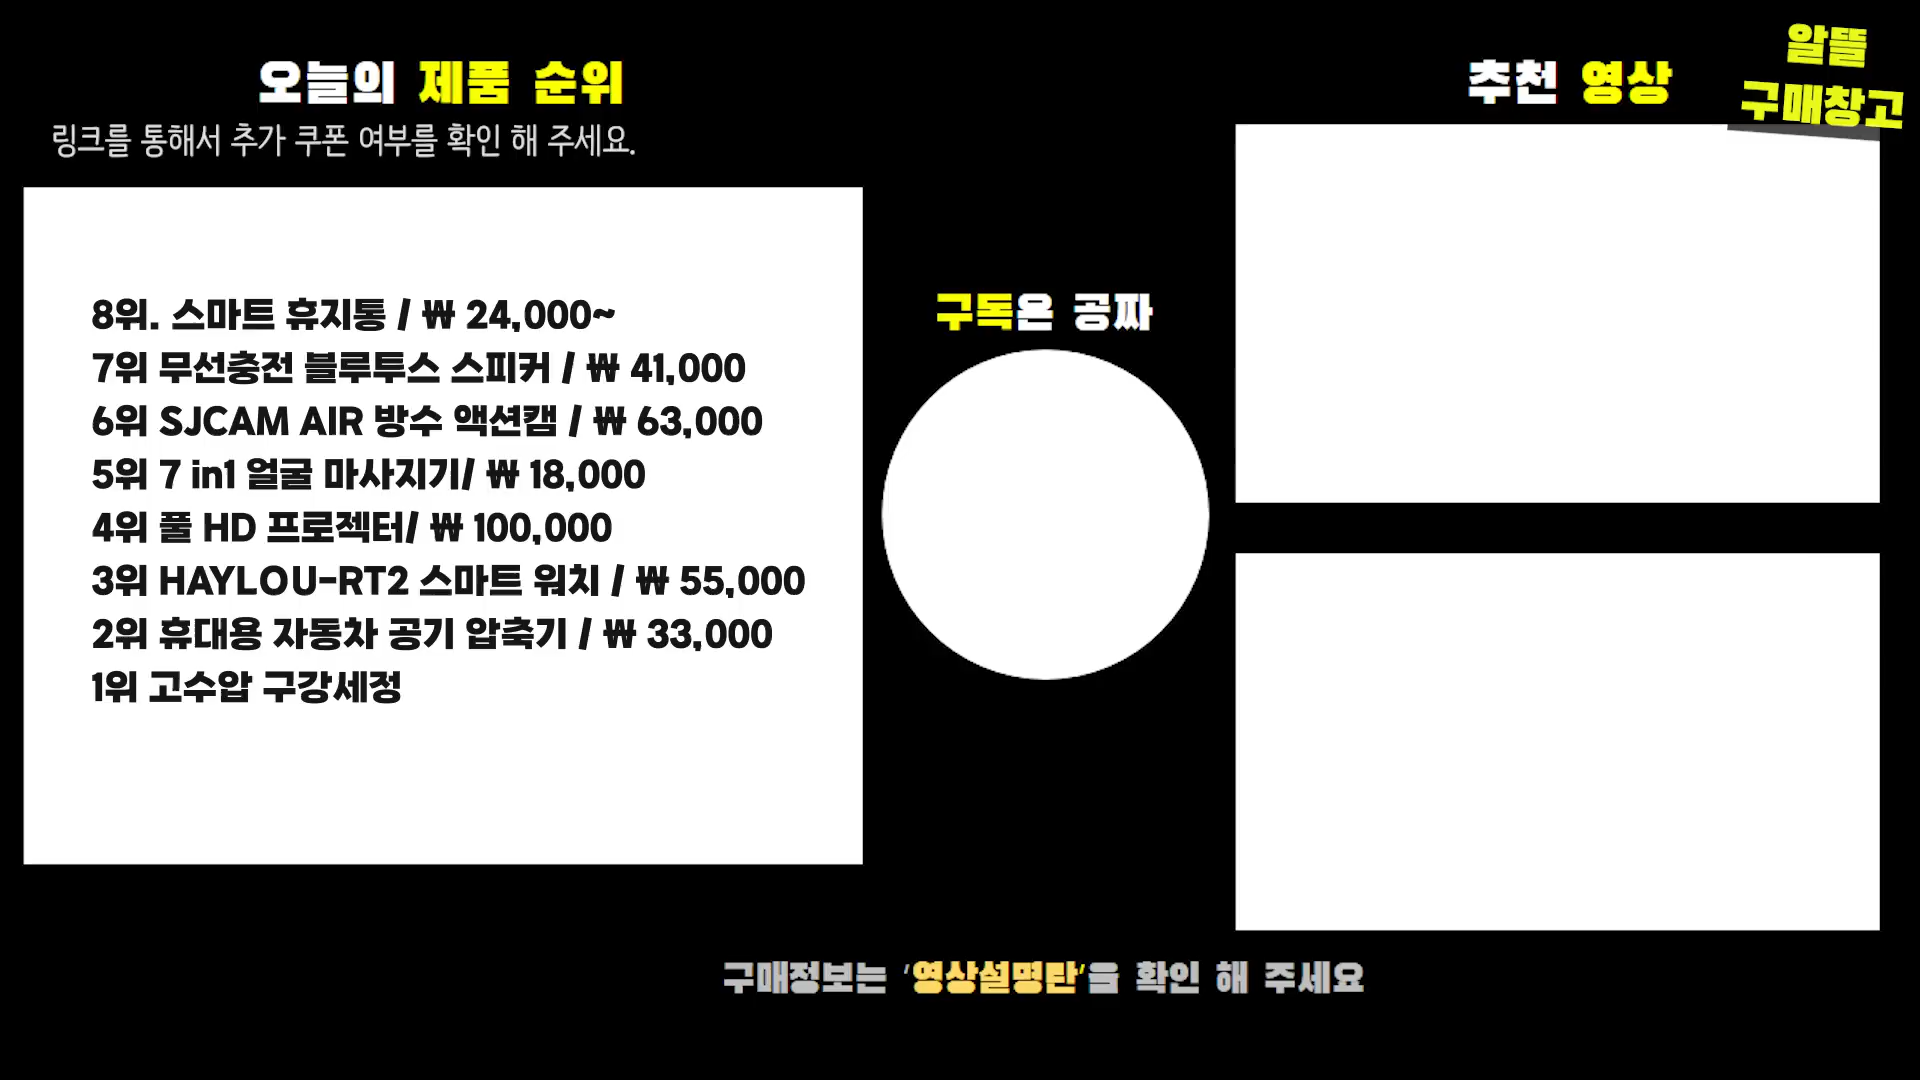 오늘의 제품 순위
링크를 통해서 추가 쿠폰 여부를 확인 해 주세요.
8위. 스마트 휴지통 / ₩ 24,000~
7위 무선충전 블루투스 스피커 / ₩ 41,000
6위 SJCAM AIR 방수 액션캠 / ₩ 63,000
5위 7 in1 얼굴 마사지기/ ₩ 18,000
4위 풀 HD 프로젝터/ ₩ 100,000
3위 HAYLOU-RT2 스마트 워치 / ₩ 55,000
2위 휴대용 자동차 공기 압축기 / ₩ 33,000
1위 고수압 구강세정
구독은 공짜
추천 영상
알뜰
구매창고
구매정보는 '영상설명란'을 확인 해 주세요